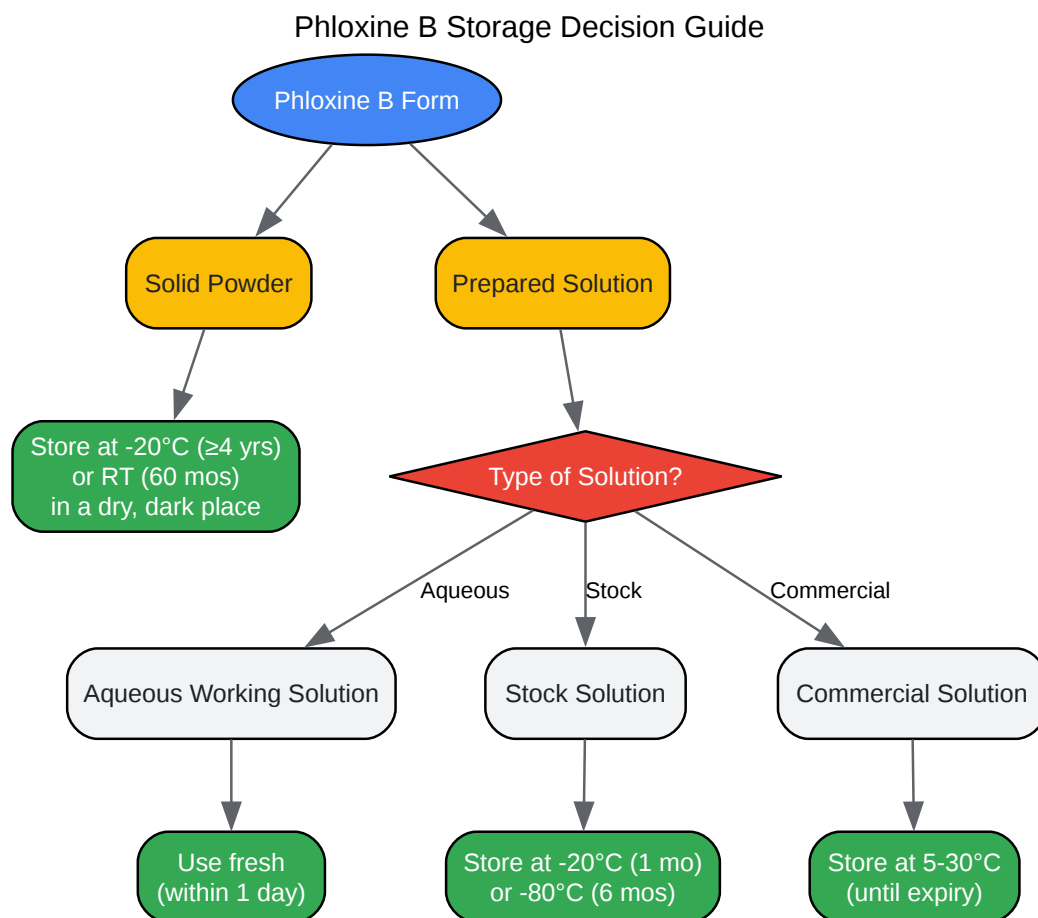 Phloxine B Storage Decision Guide
Phloxine B Form
Solid Powder
Prepared Solution
Store at -20°C (≥4 yrs)
or RT (60 mos)
in a dry, dark place
Type of Solution?
Aqueous
Stock
Commercial
Aqueous Working Solution
Stock Solution
Commercial Solution
Use fresh
(within 1 day)
Store at -20°C (1 mo)
or -80°C (6 mos)
Store at 5-30°C
(until expiry)